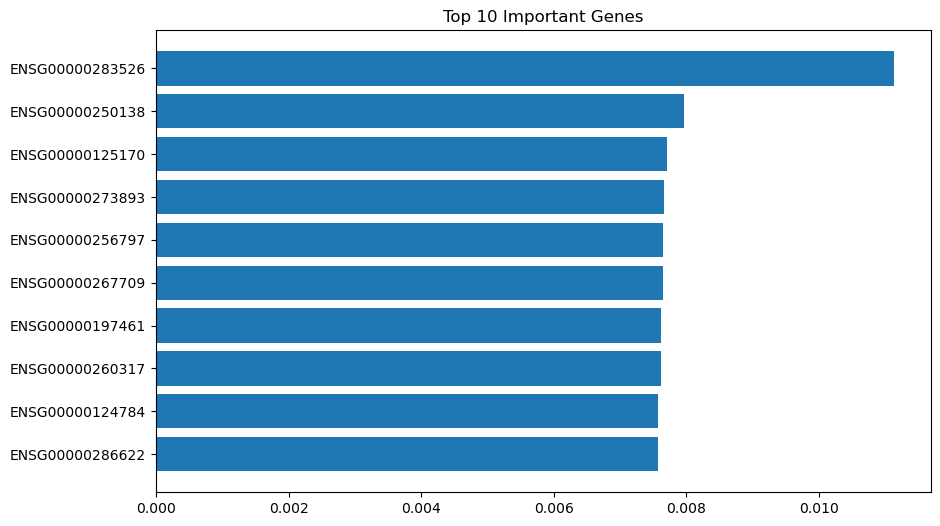 Top 10 Important Genes
ENSG00000283526
ENSG00000250138
ENSG00000125170
ENSG00000273893
ENSG00000256797
ENSG00000267709
ENSG00000197461
ENSG00000260317
ENSG00000124784
ENSG00000286622
0.000 0.002 0.004 0.006 0.008 0.010